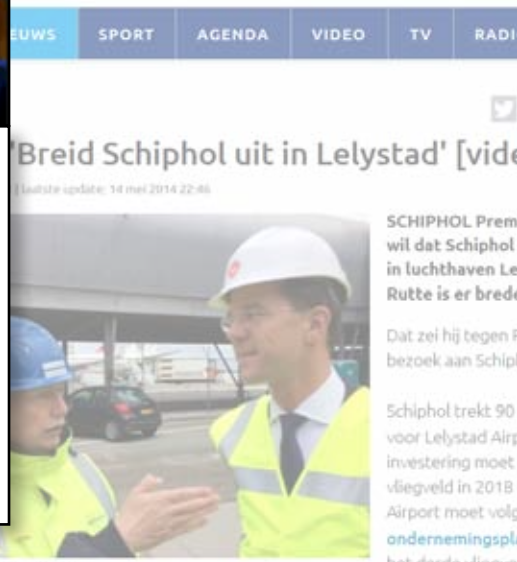 SPORT AGENDA VIDEO TV
'Breid Schiphol uit in Lelystad' [vide
laatste update: 14 mei 2014 22:46
SCHIPHOL Prem
wil dat Schiphol
in luchthaven Le
Rutte is er brede
Dat zei hij tegen
bezoek aan Schip
Schiphol trekt 90
voor Lelystad Air
investering moet
vliegveld in 2018
Airport moet volg
ondernemingspla